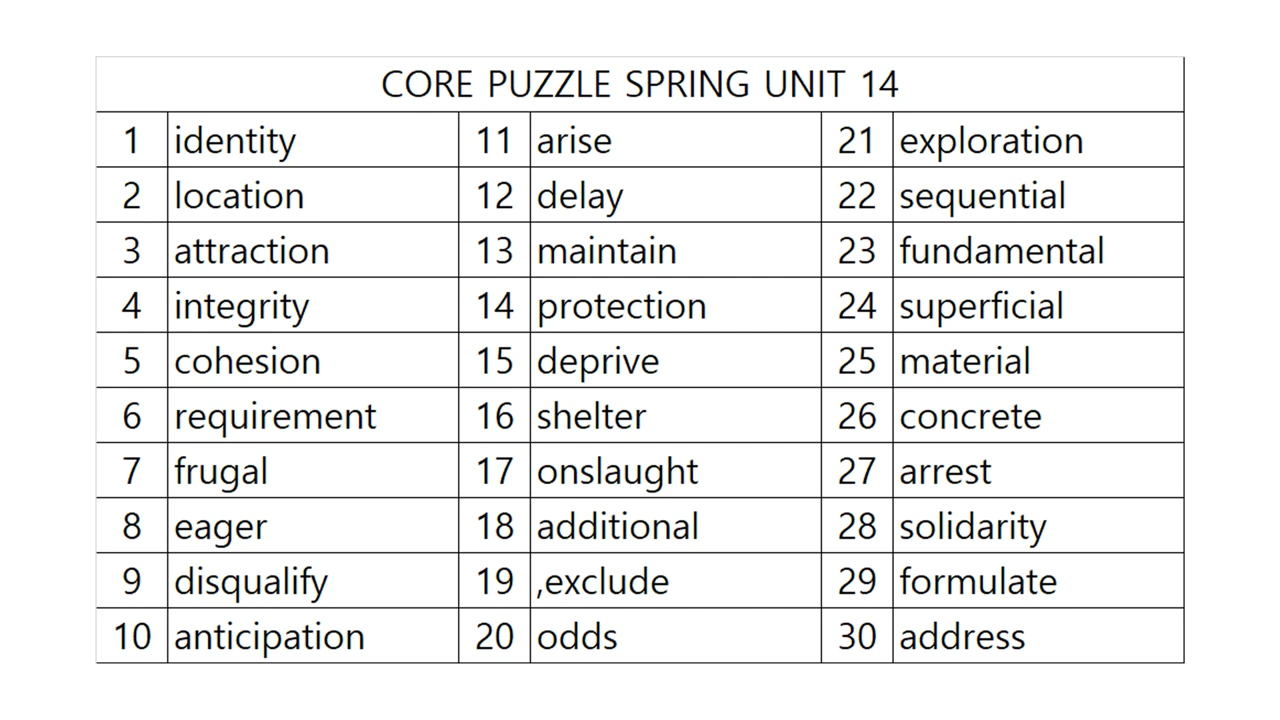 CORE PUZZLE SPRING UNIT 14
1 identity 11 arise 21 exploration
2 location 12 delay 22 sequential
3 attraction 13 maintain 23 fundamental
4 integrity 14 protection 24 superficial
5 cohesion 15 deprive 25 material
6 requirement 16 shelter 26 concrete
7 frugal 17 onslaught 27 arrest
8 eager 18 additional 28 solidarity
9 disqualify 19 ,exclude 29 formulate
10 anticipation 20 odds 30 address